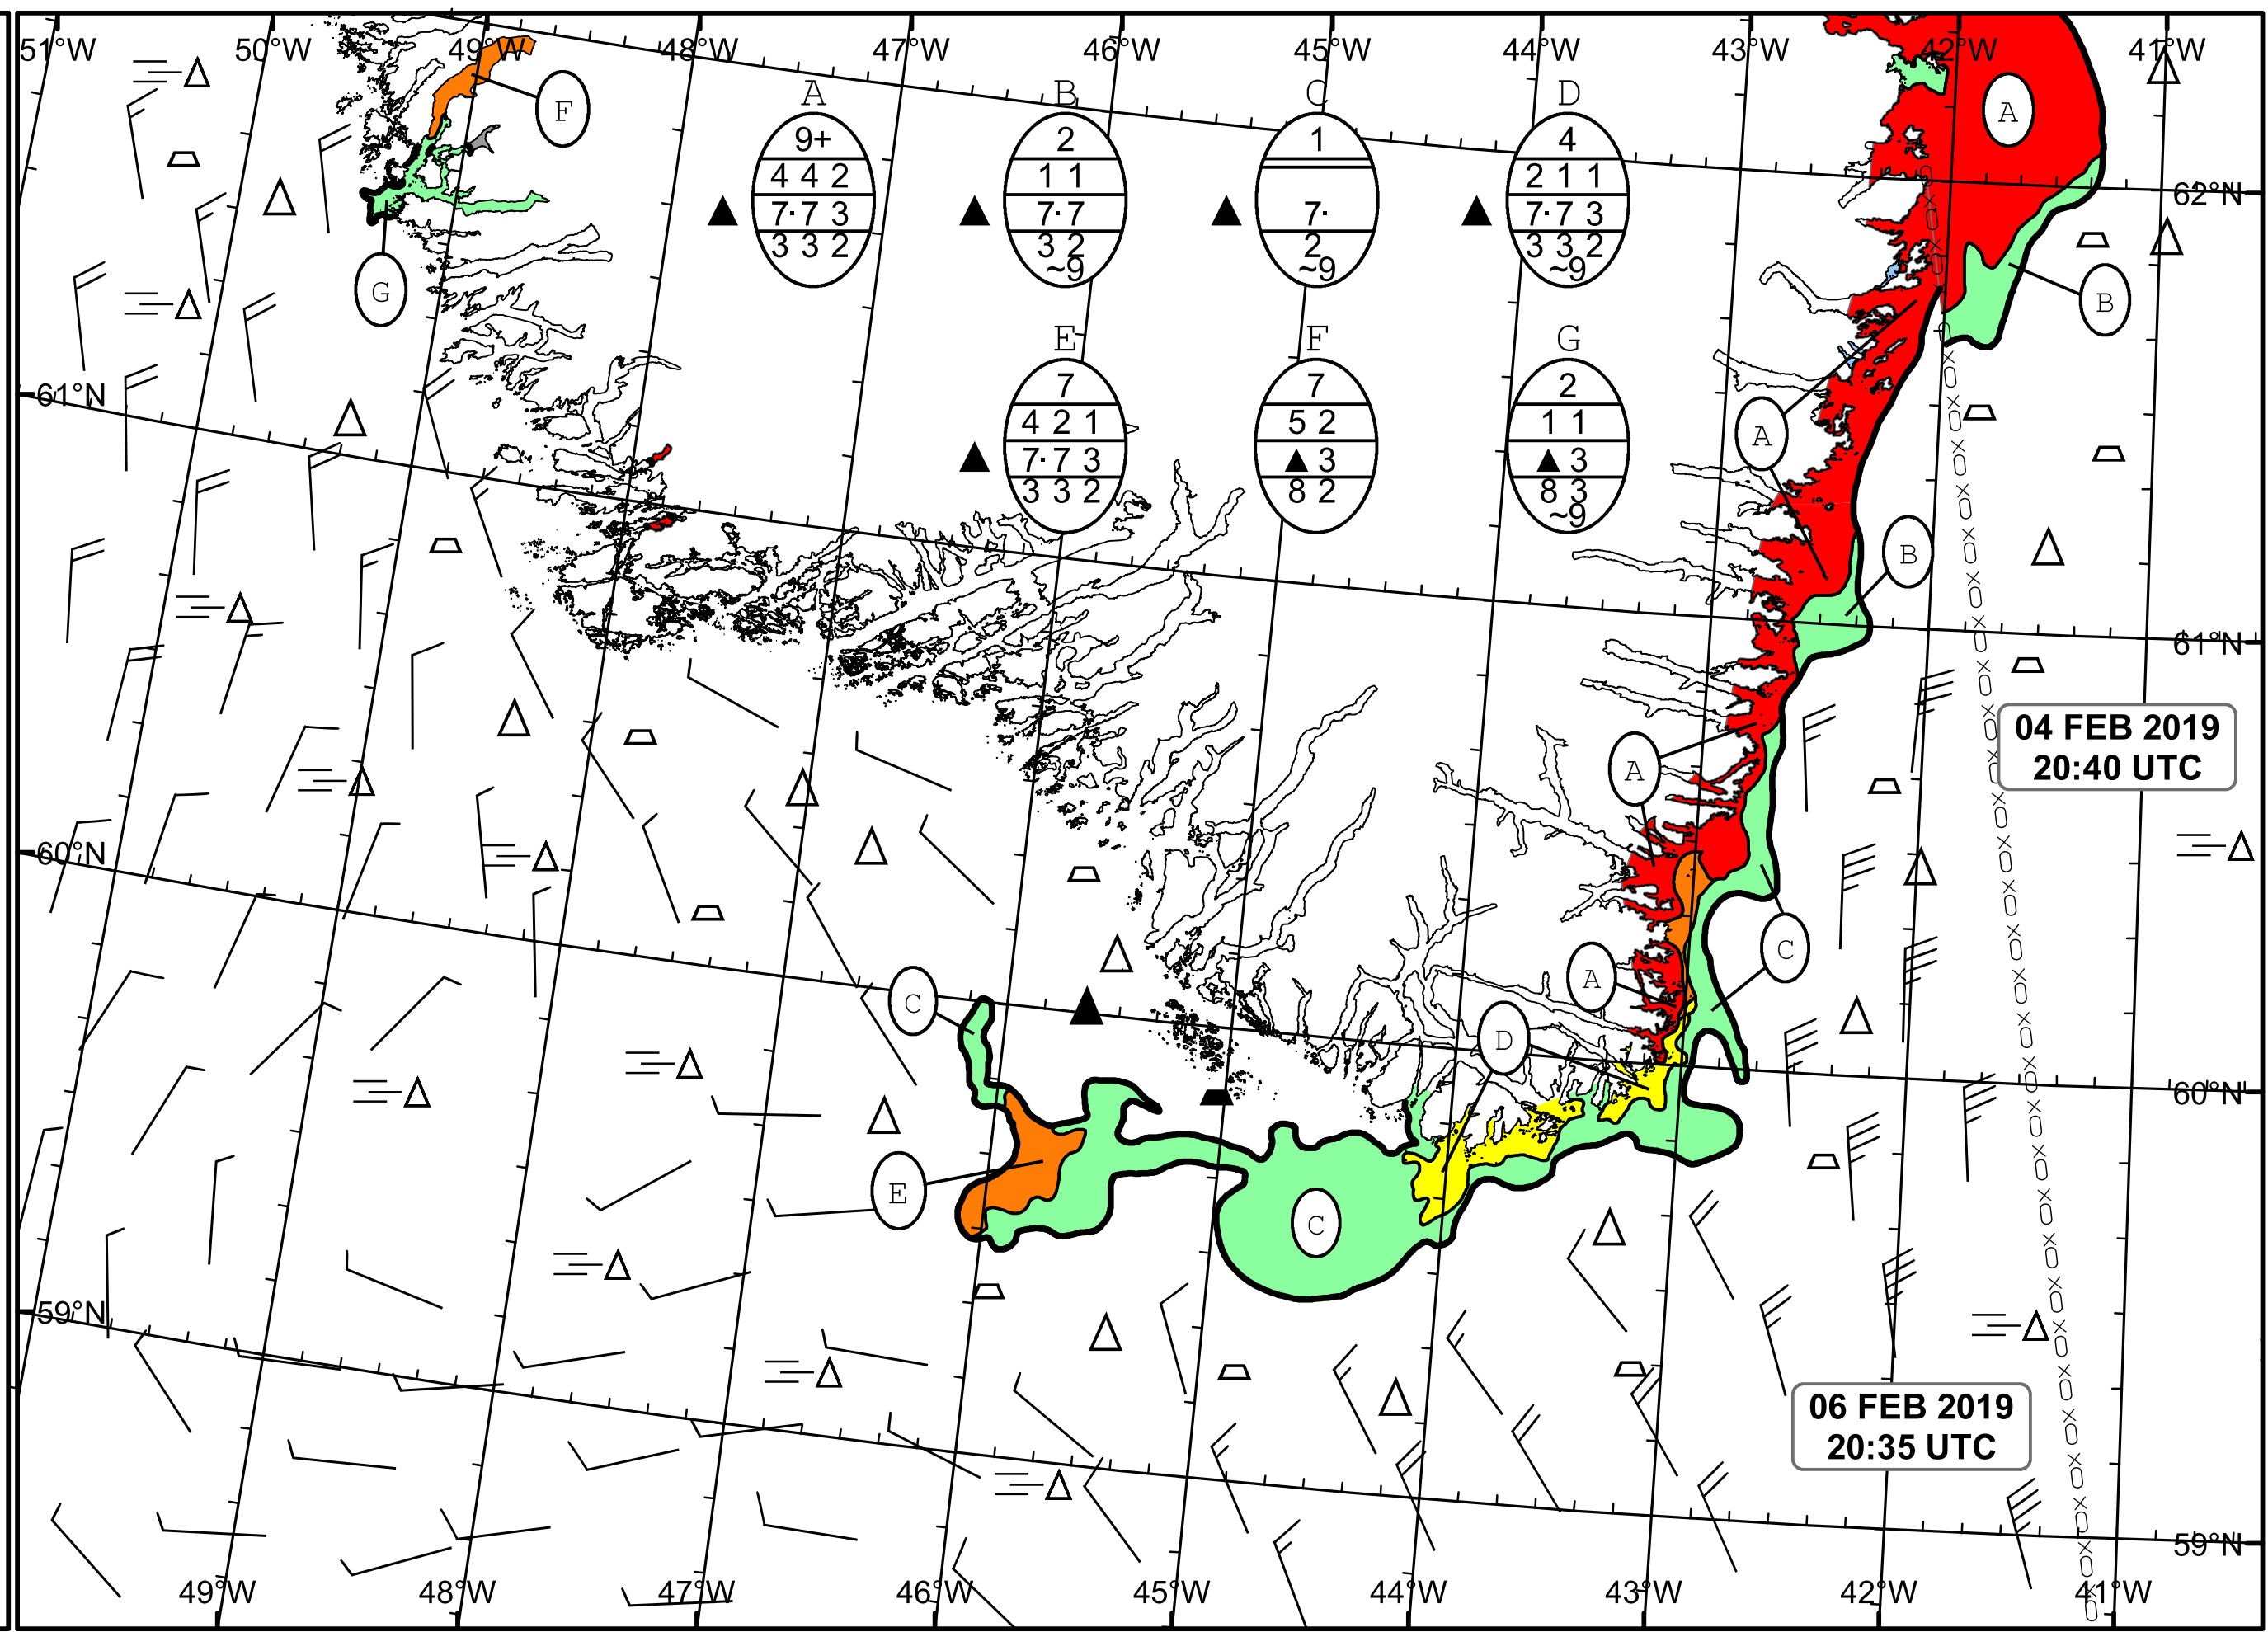 51°W 50°W 49°W 48°W 47°W 46°W 45°W 44°W 43°W 42°W 41°W
A B C D
9+ 2 1 4
4 4 2 1 1 2 1 1
7· 7 3 7· 7 7· 7· 7 3
3 3 2 3 2 2 3 3 2
~9 ~9 ~9
F
A
62°N
G
B
E F G
7 7 2
4 2 1 5 2 1 1
7· 7 3 ▲ 3 ▲ 3
3 3 2 8 2 8 3
~9
61°N
A
B
61°N
04 FEB 2019
20:40 UTC
A
60°N
C
A
C
D
60°N
E
C
59°N
06 FEB 2019
20:35 UTC
59°N
49°W 48°W 47°W 46°W 45°W 44°W 43°W 42°W 41°W